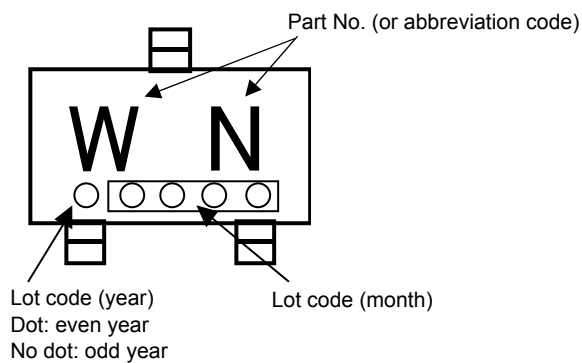 Part No. (or abbreviation code)
W N
Lot code (year)
Dot: even year
No dot: odd year
Lot code (month)